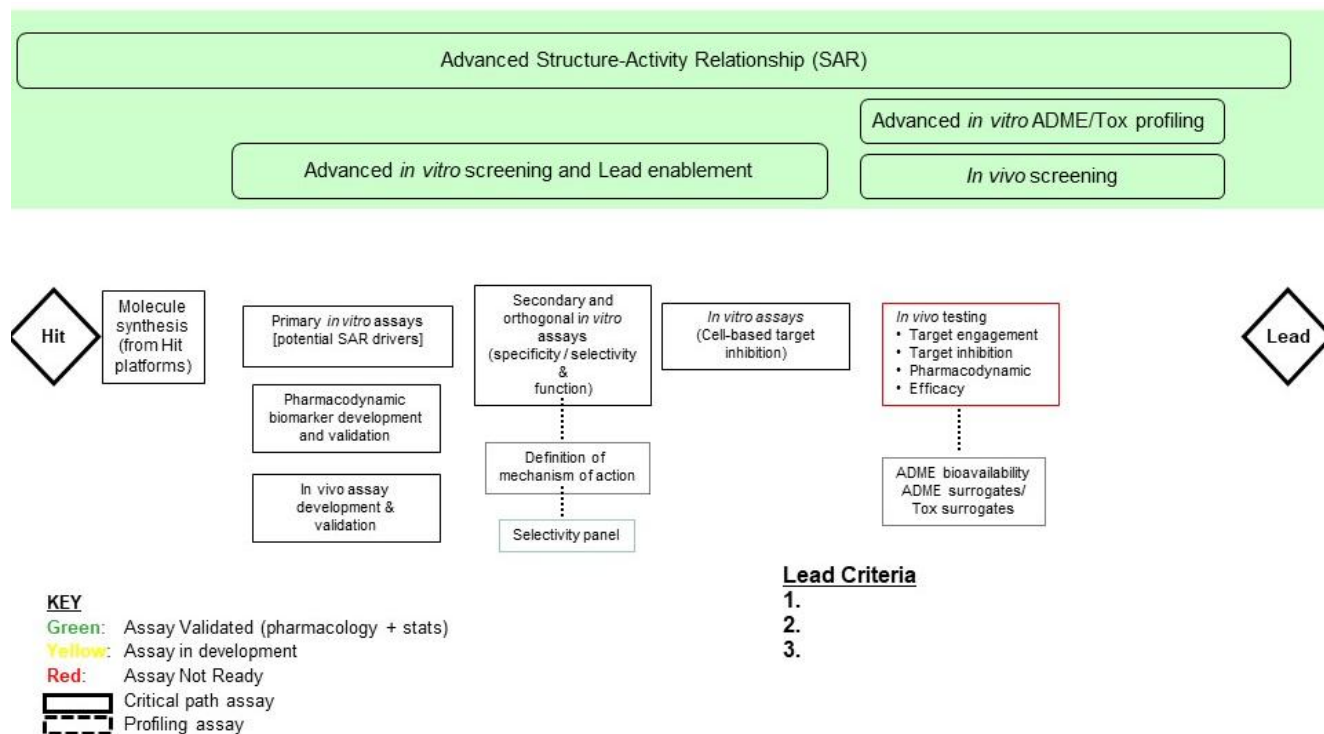 Advanced Structure-Activity Relationship (SAR)
Advanced in vitro ADME/Tox profiling
Advanced in vitro screening and Lead enablement
In vivo screening
Hit
Molecule
synthesis
(from Hit
platforms)
Primary in vitro assays
[potential SAR drivers]
Pharmacodynamic
biomarker development
and validation
In vivo assay
development &
validation
Secondary and
orthogonal in vitro
assays
(specificity / selectivity
&
function)
Definition of
mechanism of action
Selectivity panel
In vitro assays
(Cell-based target
inhibition)
In vivo testing
• Target engagement
• Target inhibition
• Pharmacodynamic
• Efficacy
ADME bioavailability
ADME surrogates/
Tox surrogates
Lead
KEY
Green: Assay Validated (pharmacology + stats)
Yellow: Assay in development
Red: Assay Not Ready
Critical path assay
Profiling assay
Lead Criteria
1.
2.
3.